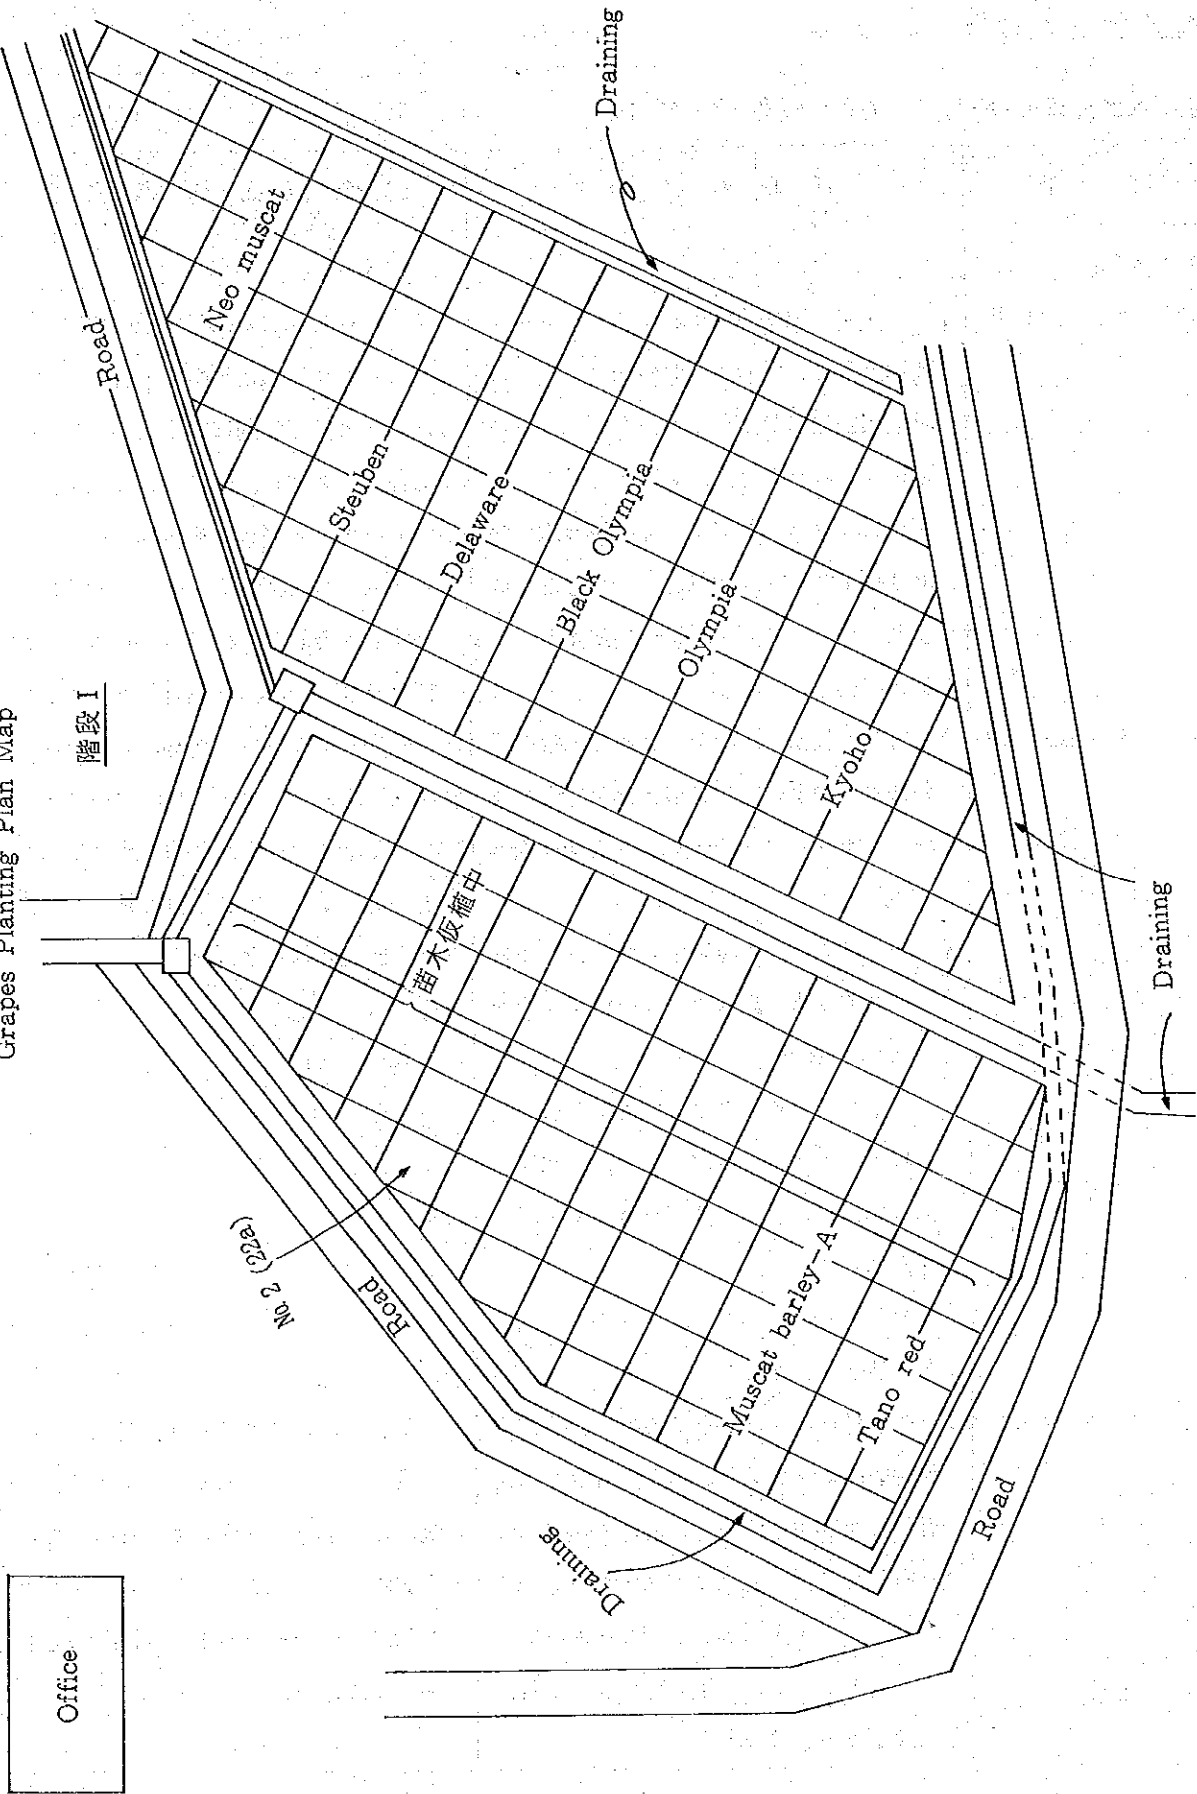 Grapes Planting Plan Map
階段 I
Office
Road
Neo muscat
Steuben
Delaware
Black Olympia
Olympia
Kyoho
Draining
苗木仮植中
No. 2 (22a)
Road
Muscat barley-A
Tano red
Draining
Road
Draining